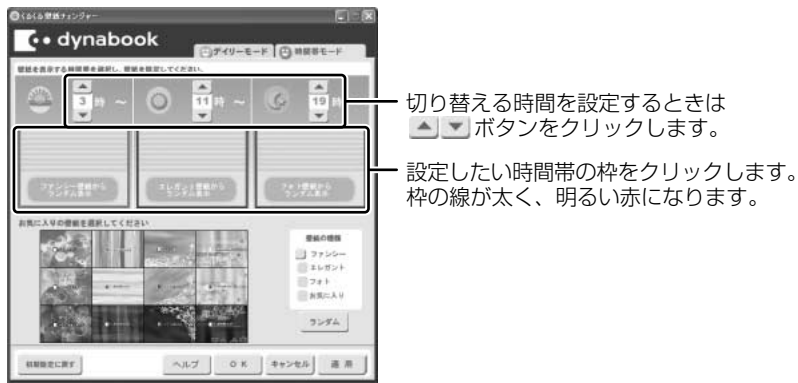 くるくる壁紙チェンジャー
dynabook
デイリーモード
時間帯モード
壁紙を表示する時間帯を選択し、壁紙を設定してください。
3 時 ～ 11 時 ～ 19 時
切り替える時間を設定するときは
▲ ▼ ボタンをクリックします。
設定したい時間帯の枠をクリックします。
枠の線が太く、明るい赤になります。
ファンシー壁紙から
ランダム表示
エレガント壁紙から
ランダム表示
フォト壁紙から
ランダム表示
お気に入りの壁紙を選択してください
壁紙の種類
ファンシー
エレガント
フォト
お気に入り
ランダム
初期設定に戻す
ヘルプ
OK
キャンセル
適用